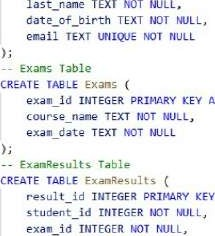 last_name TEXT NOT NULL,
date_of_birth TEXT NOT NULL,
email TEXT UNIQUE NOT NULL
);
-- Exams Table
CREATE TABLE Exams (
exam_id INTEGER PRIMARY KEY A
course_name TEXT NOT NULL,
exam_date TEXT NOT NULL
);
-- ExamResults Table
CREATE TABLE ExamResults (
result_id INTEGER PRIMARY KEY
student_id INTEGER NOT NULL,
exam_id INTEGER NOT NULL,